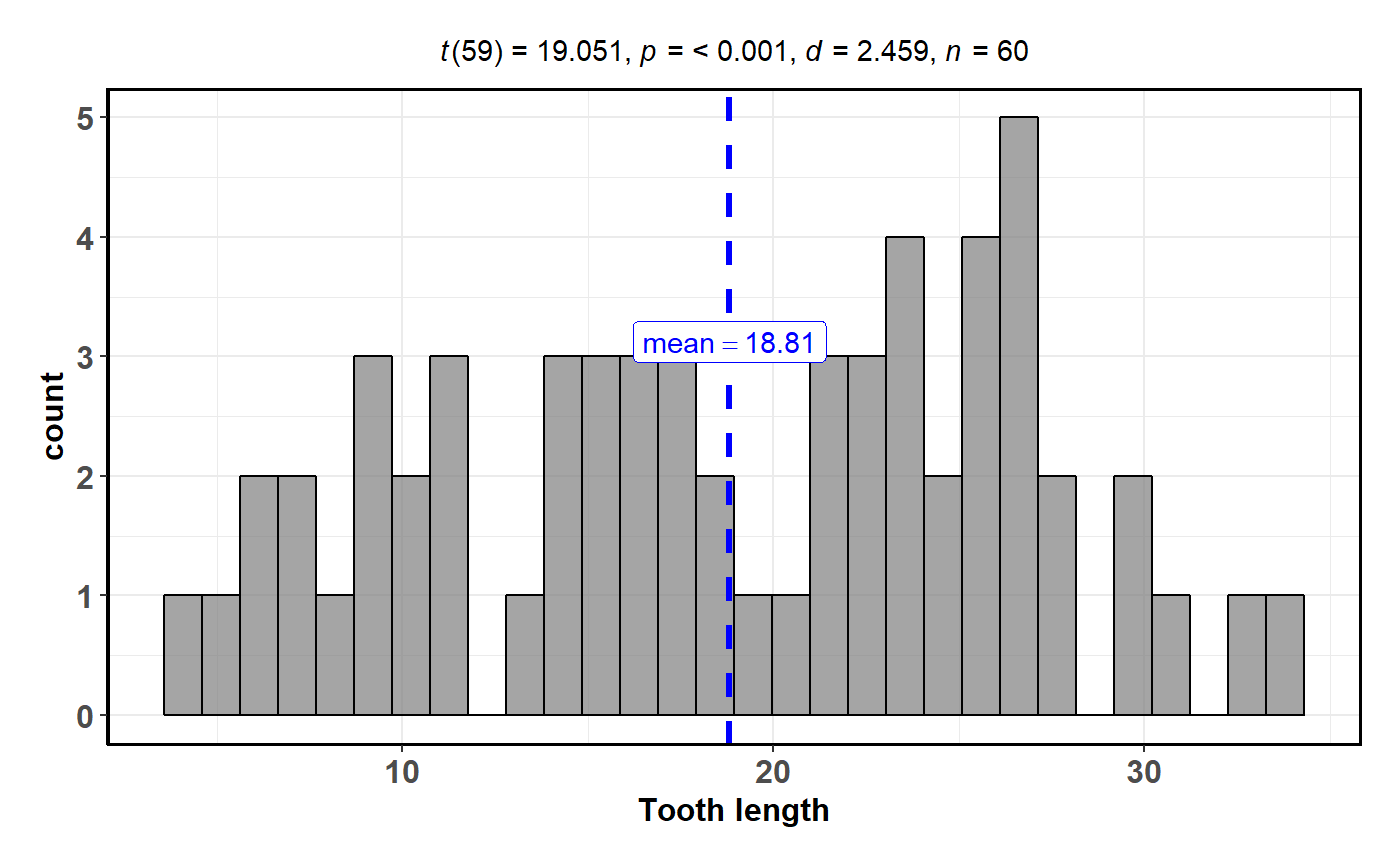 t(59) = 19.051, p = < 0.001, d = 2.459, n = 60
5
4
mean = 18.81
3
count
2
1
0
10 20 30
Tooth length